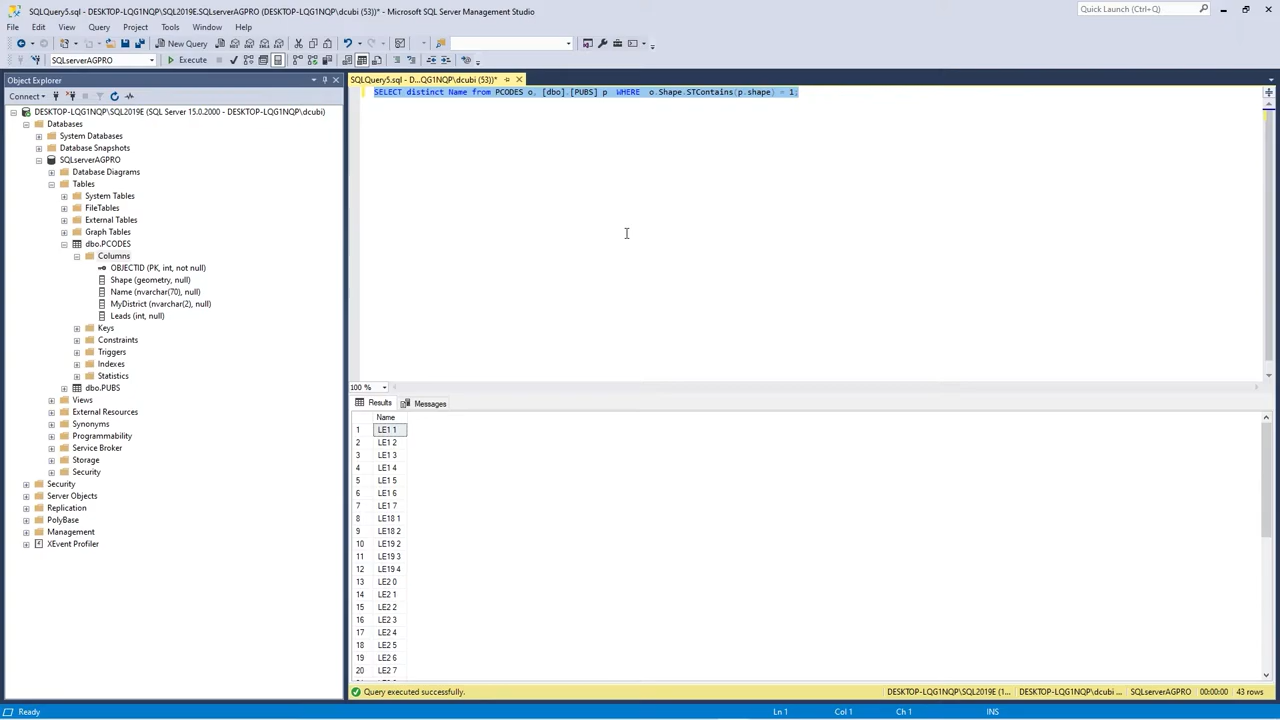 SQLQuery5.sql - DESKTOP-LQG1NQP\SQL2019E.SQLserverAGPRO (DESKTOP-LQG1NQP\dcubi (53))* - Microsoft SQL Server Management Studio
Quick Launch (Ctrl+Q)
File Edit View Query Project Tools Window Help
New Query
SQLserverAGPRO Execute
Object Explorer
SQLQuery5.sql - D...QG1NQP\dcubi (53))*
Connect
SELECT distinct Name from PCODES o, [dbo].[PUBS] p WHERE o.Shape.STContains(p.shape) = 1;
DESKTOP-LQG1NQP\SQL2019E (SQL Server 15.0.2000 - DESKTOP-LQG1NQP\dcubi)
Databases
System Databases
Database Snapshots
SQLserverAGPRO
Database Diagrams
Tables
System Tables
FileTables
External Tables
Graph Tables
dbo.PCODES
Columns
OBJECTID (PK, int, not null)
Shape (geometry, null)
Name (nvarchar(70), null)
MyDistrict (nvarchar(2), null)
Leads (int, null)
Keys
Constraints
Triggers
Indexes
Statistics
dbo.PUBS
Views
External Resources
Synonyms
Programmability
Service Broker
Storage
Security
Security
Server Objects
Replication
PolyBase
Management
XEvent Profiler
100 %
Results Messages
Name
1 LE1 1
2 LE1 2
3 LE1 3
4 LE1 4
5 LE1 5
6 LE1 6
7 LE1 7
8 LE18 1
9 LE18 2
10 LE19 2
11 LE19 3
12 LE19 4
13 LE2 0
14 LE2 1
15 LE2 2
16 LE2 3
17 LE2 4
18 LE2 5
19 LE2 6
20 LE2 7
Query executed successfully. DESKTOP-LQG1NQP\SQL2019E (1... DESKTOP-LQG1NQP\dcubi ... SQLserverAGPRO 00:00:00 43 rows
Ready Ln 1 Col 1 Ch 1 INS